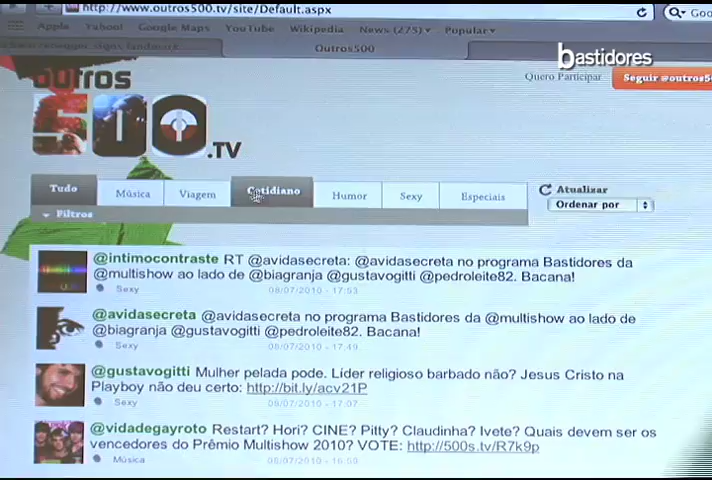 http://www.outros500.tv/site/Default.aspx
Apple Yahoo! Google Maps YouTube Wikipedia News (275) Popular
Outros500
bastidores
Quero Participar
Seguir @outros50
outros
500.TV
Tudo
Música
Viagem
Cotidiano
Humor
Sexy
Especiais
Atualizar
Ordenar por
Filtros
@intimocontraste RT @avidasecreta: @avidasecreta no programa Bastidores da
@multishow ao lado de @biagranja @gustavogitti @pedroleite82. Bacana!
Sexy 08/07/2010 - 17:53
@avidasecreta @avidasecreta no programa Bastidores da @multishow ao lado de
@biagranja @gustavogitti @pedroleite82. Bacana!
Sexy 08/07/2010 - 17:49
@gustavogitti Mulher pelada pode. Líder religioso barbado não? Jesus Cristo na
Playboy não deu certo: http://bit.ly/acv21P
Sexy 08/07/2010 - 17:07
@vidadegayroto Restart? Hori? CINE? Pitty? Claudinha? Ivete? Quais devem ser os
vencedores do Prêmio Multishow 2010? VOTE: http://500s.tv/R7k9p
Música 08/07/2010 - 16:59